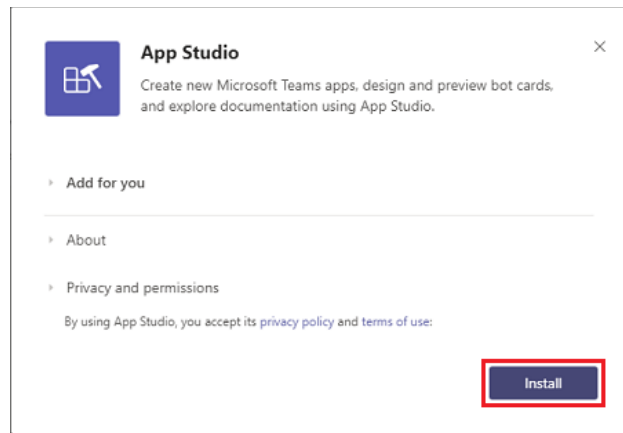 App Studio
Create new Microsoft Teams apps, design and preview bot cards,
and explore documentation using App Studio.
Add for you
About
Privacy and permissions
By using App Studio, you accept its privacy policy and terms of use:
Install